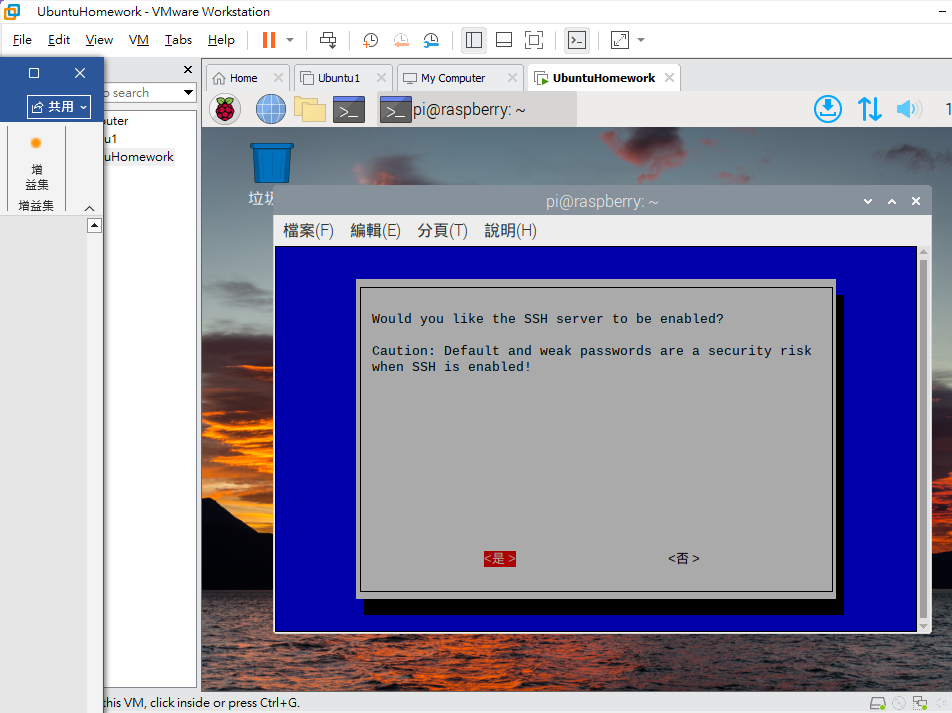 UbuntuHomework - VMware Workstation
File Edit View VM Tabs Help
共用
o search
Home Ubuntu1 My Computer UbuntuHomework
uter
u1
uHomework
pi@raspberry: ~
1
增
益集
增益集
垃圾
pi@raspberry: ~
檔案(F) 編輯(E) 分頁(T) 說明(H)
Would you like the SSH server to be enabled?
Caution: Default and weak passwords are a security risk
when SSH is enabled!
<是> <否>
this VM, click inside or press Ctrl+G.